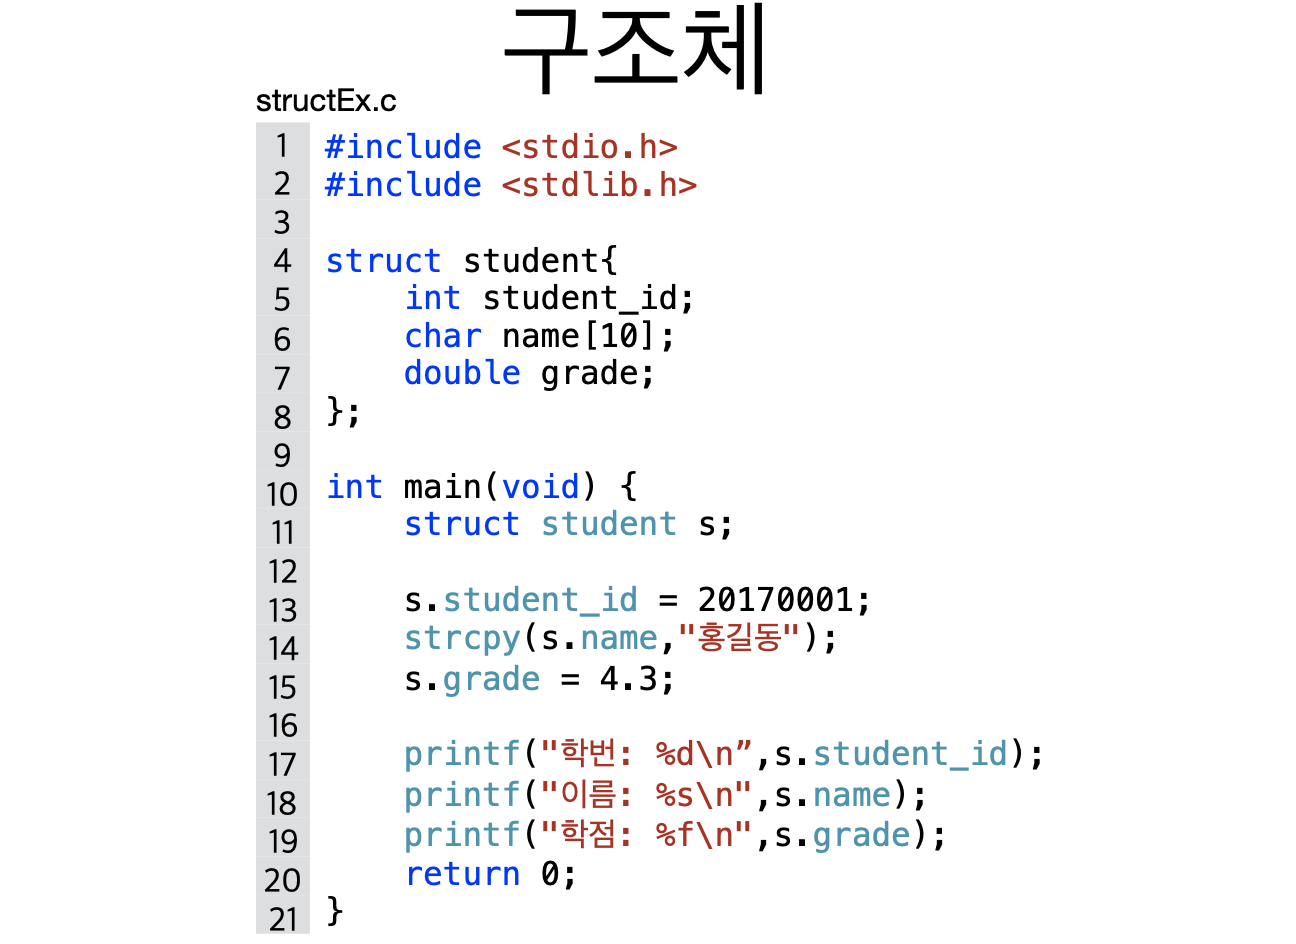 구조체
structEx.c
1 #include <stdio.h>
2 #include <stdlib.h>
3
4 struct student{
5     int student_id;
6     char name[10];
7     double grade;
8 };
9
10 int main(void) {
11     struct student s;
12
13     s.student_id = 20170001;
14     strcpy(s.name,"홍길동");
15     s.grade = 4.3;
16
17     printf("학번: %d\n”,s.student_id);
18     printf("이름: %s\n",s.name);
19     printf("학점: %f\n",s.grade);
20     return 0;
21 }